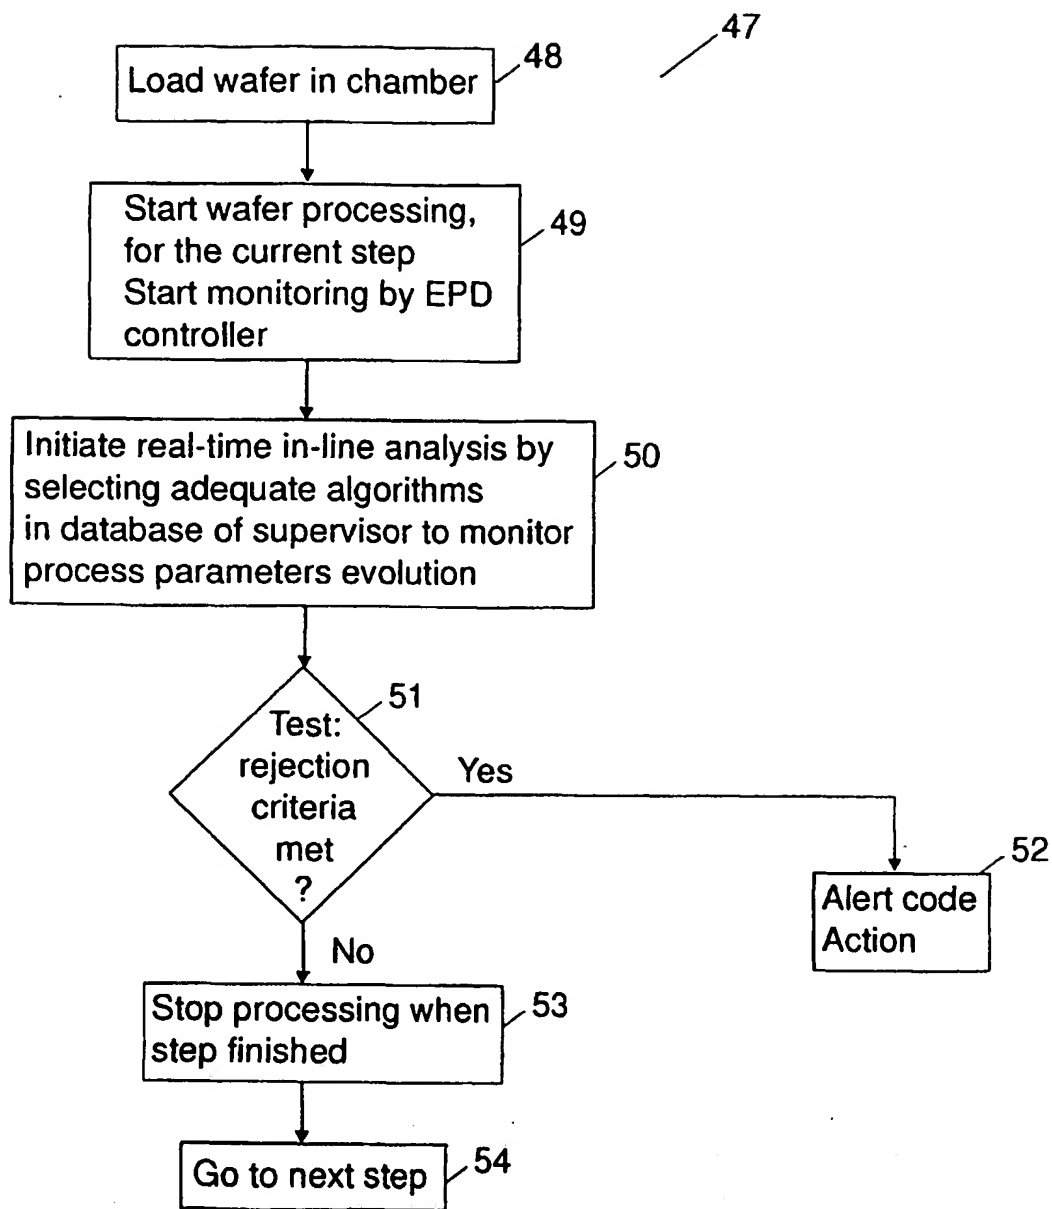 47
Load wafer in chamber
48
Start wafer processing,
for the current step
Start monitoring by EPD
controller
49
Initiate real-time in-line analysis by
selecting adequate algorithms
in database of supervisor to monitor
process parameters evolution
50
Test:
rejection
criteria
met
?
51
Yes
52
Alert code
Action
No
Stop processing when
step finished
53
Go to next step
54